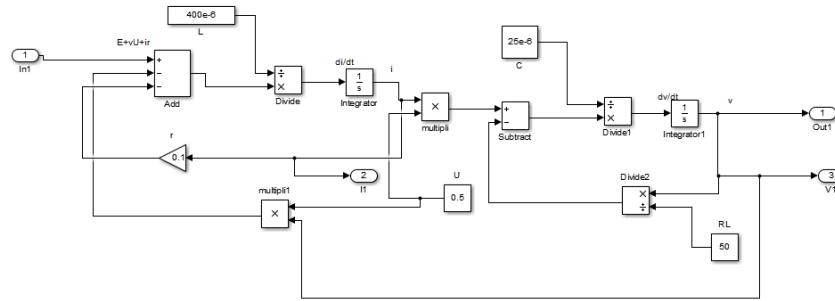 400e-6
L
E+vU+ir
1
In1
+
−
−
Add
÷
×
Divide
di/dt
1
s
Integrator
i
×
multipli
25e-6
C
+
−
Subtract
÷
×
Divide1
dv/dt
1
s
Integrator1
v
1
Out1
r
0.1
2
I1
multipli1
×
U
0.5
Divide2
×
÷
RL
50
3
V1